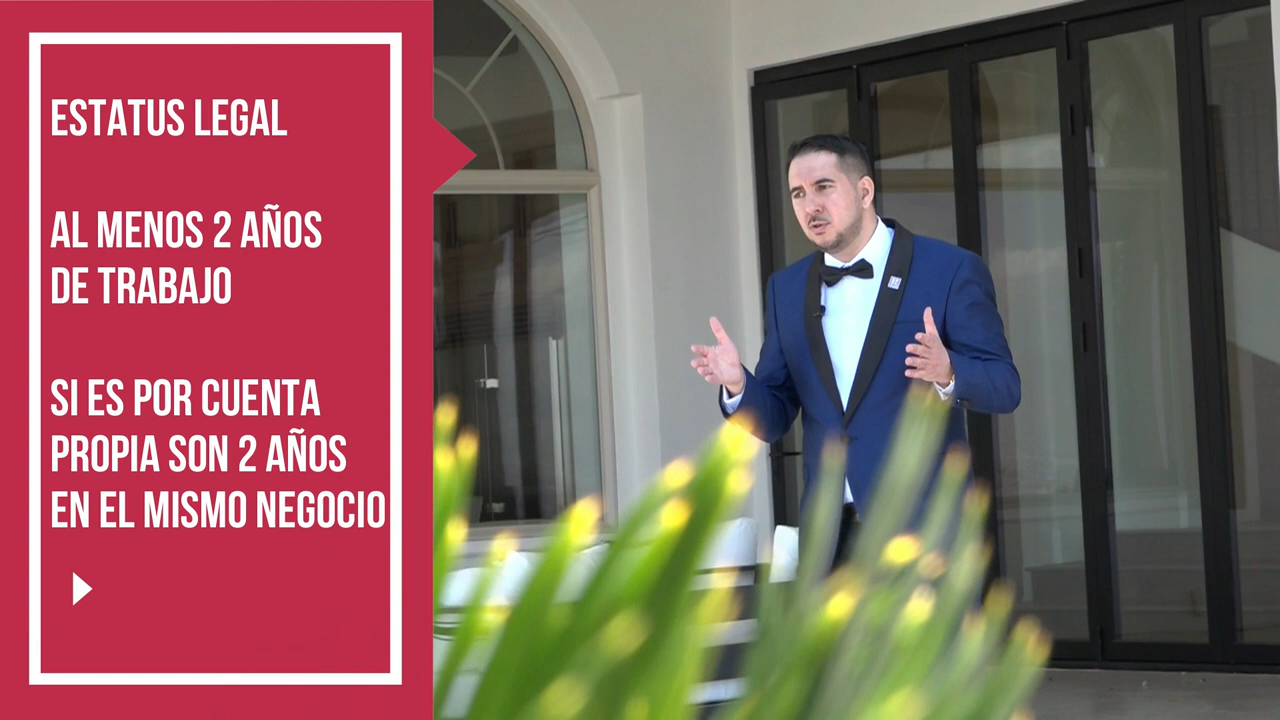 ESTATUS LEGAL
AL MENOS 2 AÑOS
DE TRABAJO
SI ES POR CUENTA
PROPIA SON 2 AÑOS
EN EL MISMO NEGOCIO